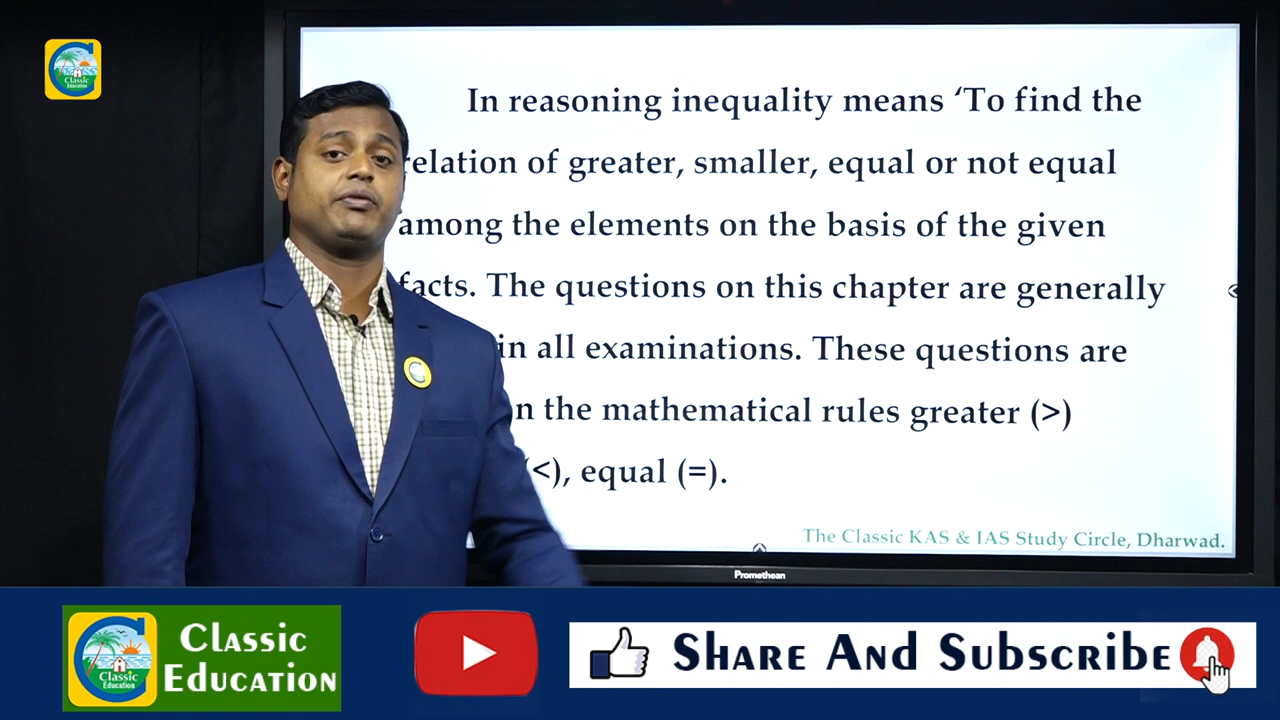 Classic
Education
In reasoning inequality means ‘To find the
relation of greater, smaller, equal or not equal
among the elements on the basis of the given
facts. The questions on this chapter are generally
in all examinations. These questions are
the mathematical rules greater (>)
(<), equal (=).
The Classic KAS & IAS Study Circle, Dharwad.
Promethean
Classic
Education
Classic
Education
Share And Subscribe